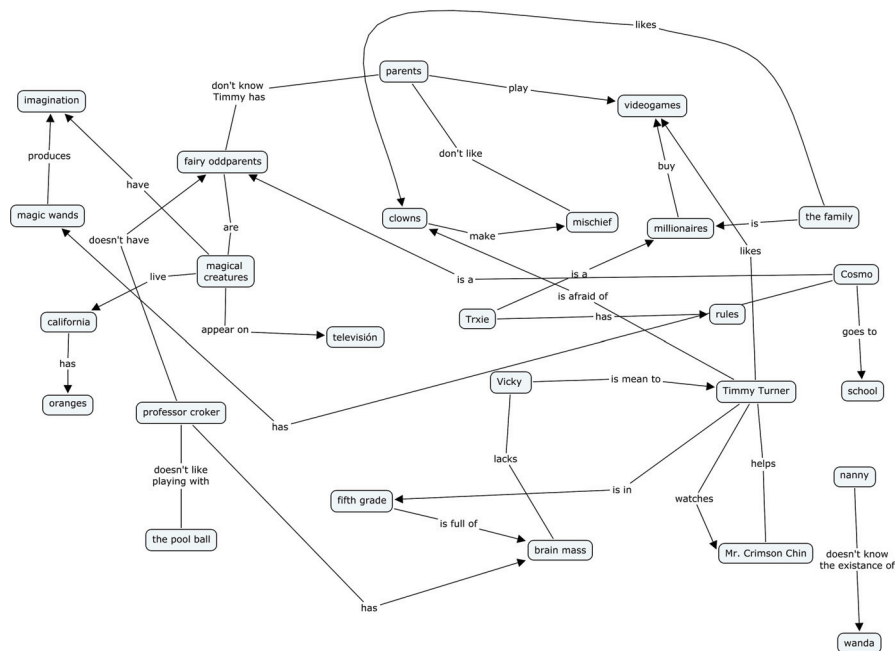 likes
parents
don't know
Timmy has
play
imagination
videogames
don't like
produces
fairy oddparents
buy
have
magic wands
clowns
mischief
millionaires
is
the family
are
make
doesn't have
likes
magical
creatures
live
is a
is a
Cosmo
is afraid of
california
Trxie
has
rules
appear on
televisión
goes to
has
Vicky
is mean to
Timmy Turner
school
oranges
professor croker
has
lacks
helps
doesn't like
playing with
nanny
is in
watches
fifth grade
is full of
the pool ball
brain mass
Mr. Crimson Chin
doesn't know
the existance of
has
wanda